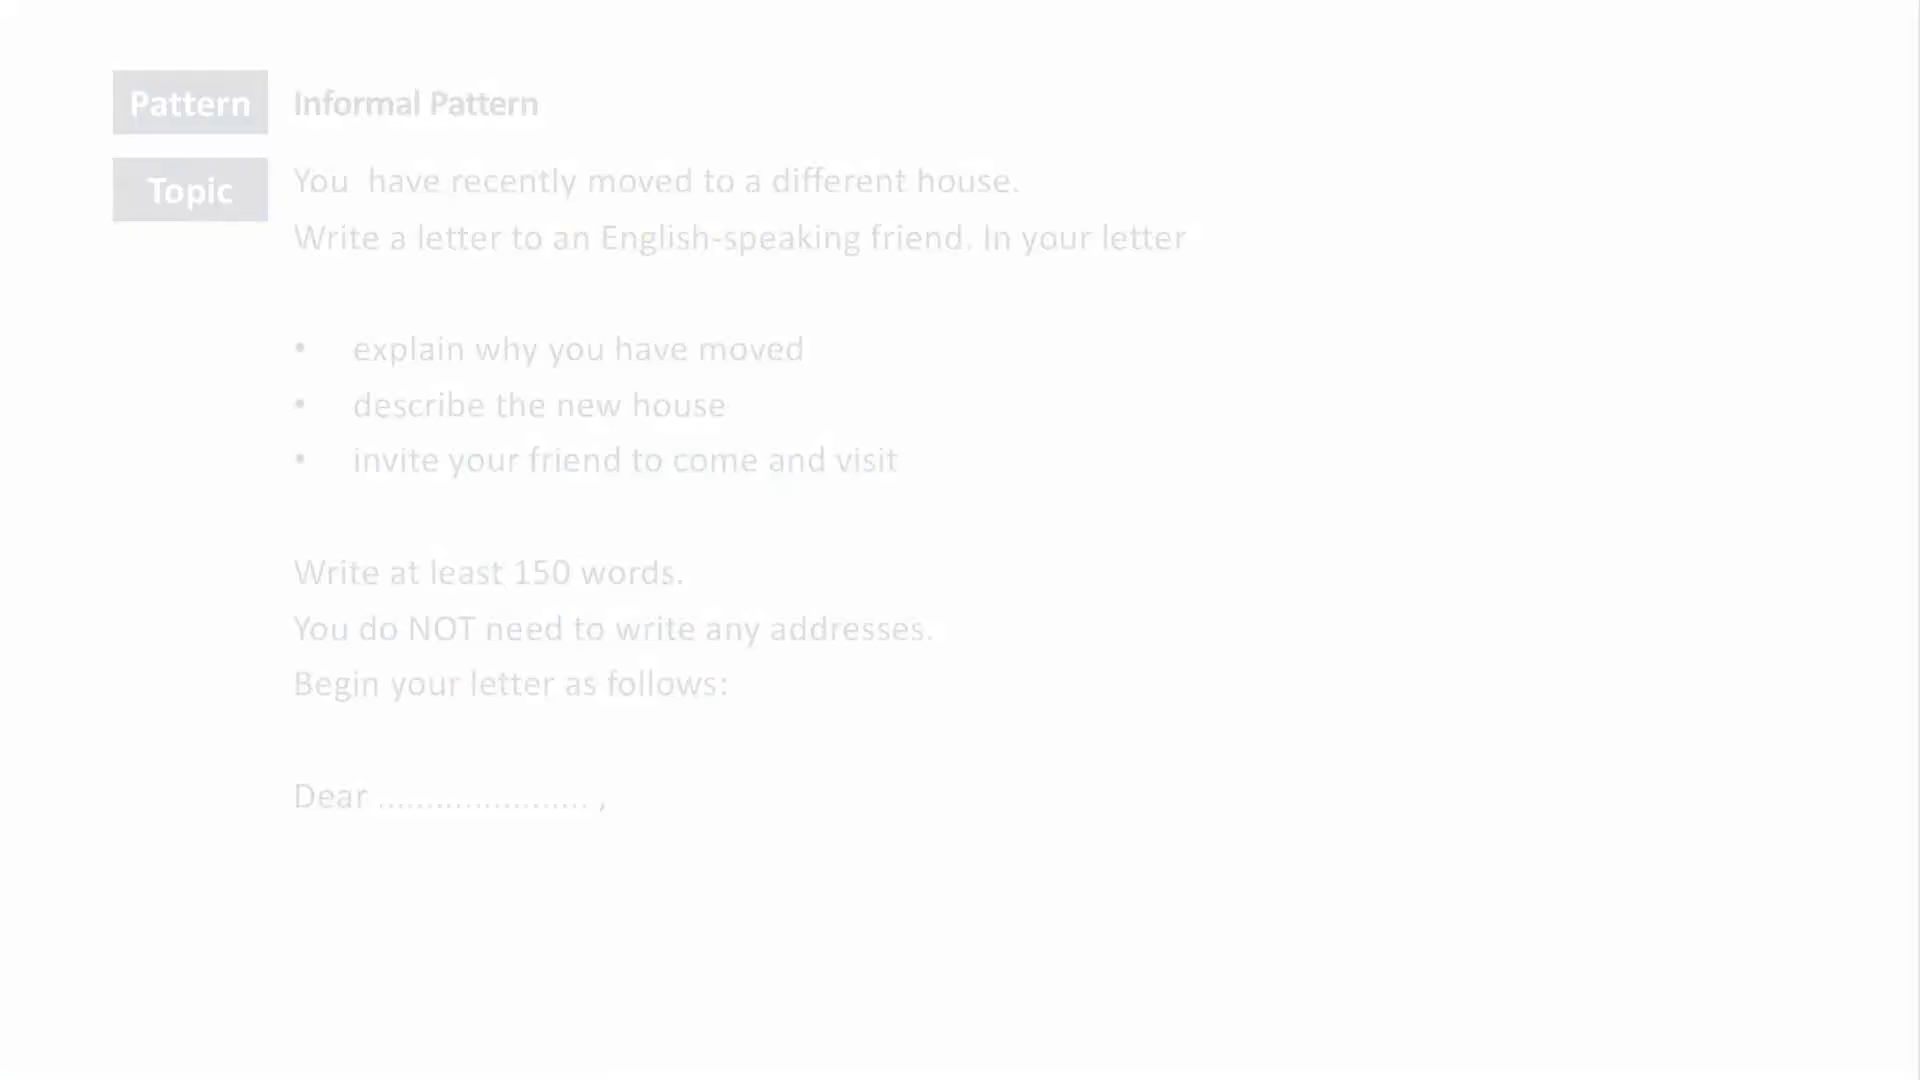 Pattern Informal Pattern
Topic You have recently moved to a different house.
Write a letter to an English-speaking friend. In your letter
• explain why you have moved
• describe the new house
• invite your friend to come and visit
Write at least 150 words.
You do NOT need to write any addresses.
Begin your letter as follows:
Dear ...................... ,